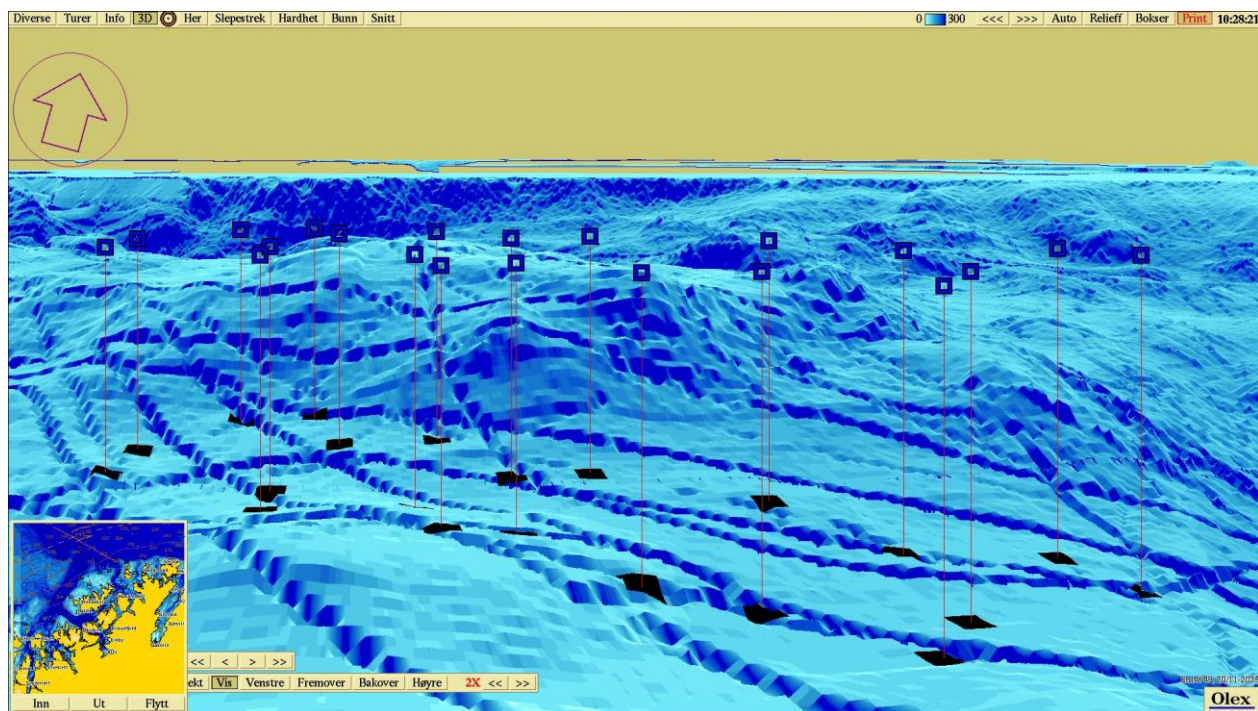 Diverse Turer Info 3D Her Slepestrek Hardhet Bunn Snitt 0 300 <<< >>> Auto Relieff Bokser Print 10:28:21
<< < > >>
ekt Vis Venstre Fremover Bakover Høyre 2X << >>
Inn Ut Flytt
Olex